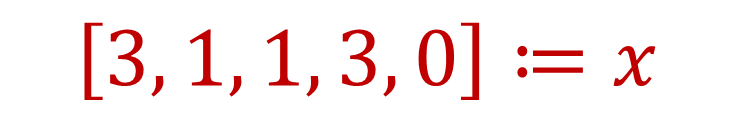 [3, 1, 1, 3, 0] ≔ x